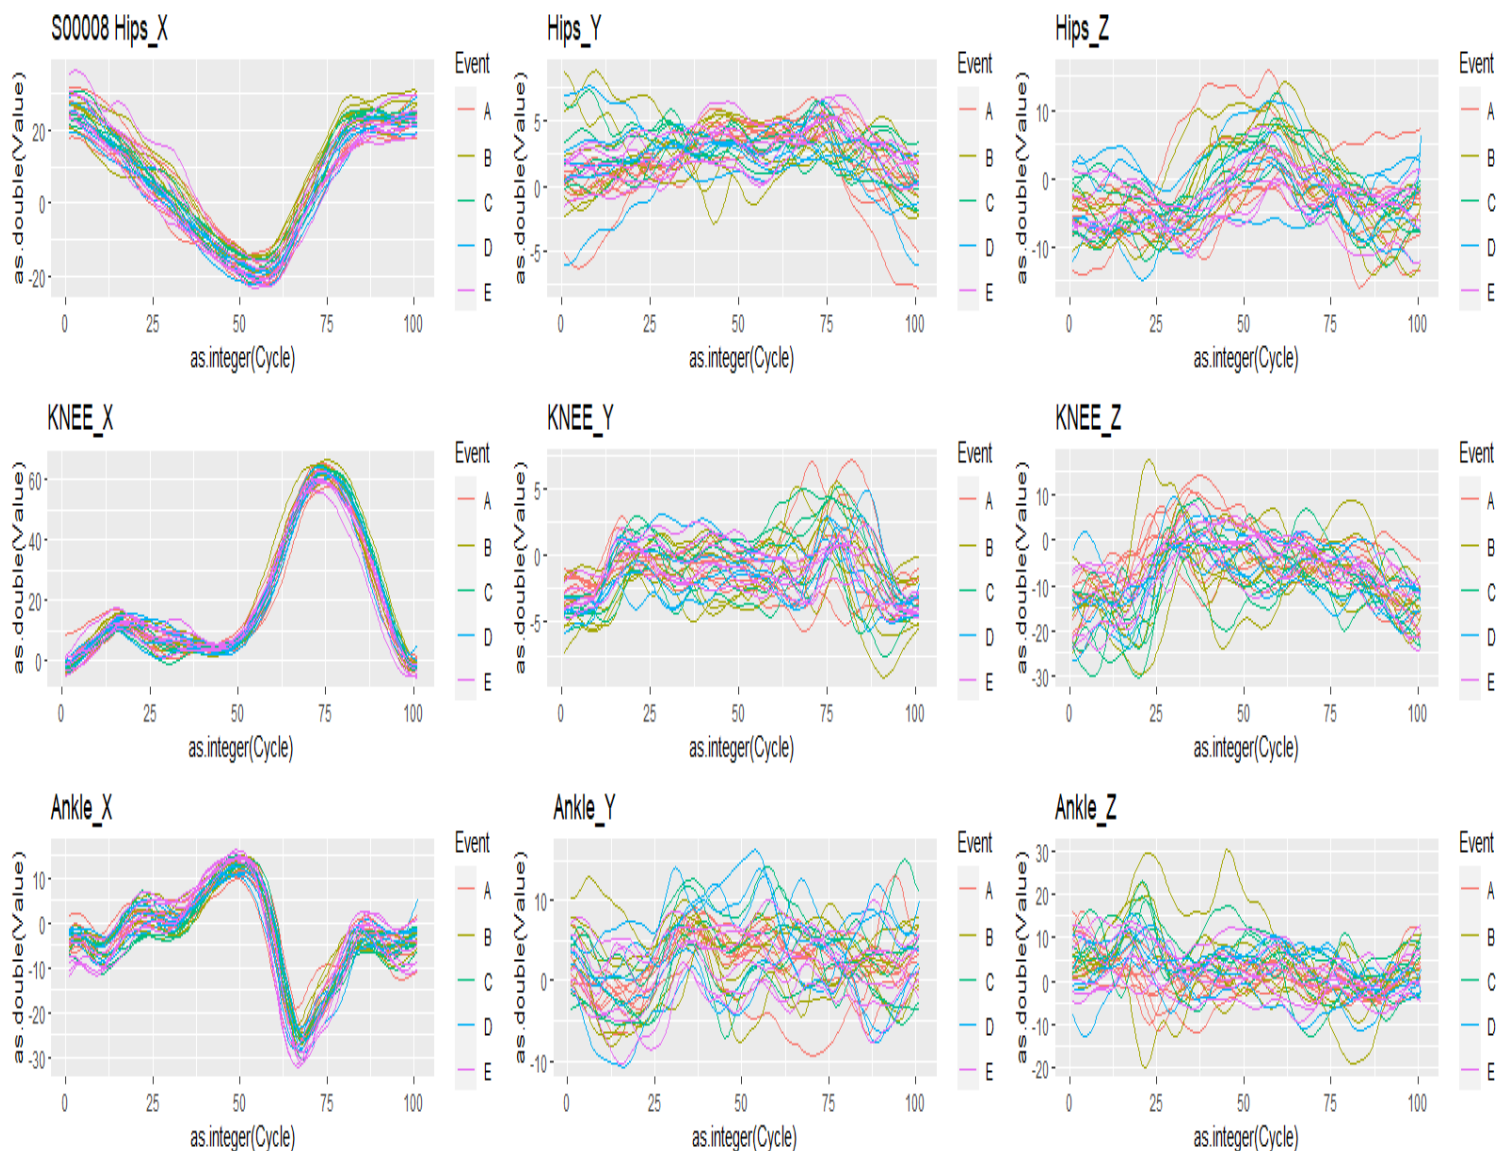 S00008 Hips_X
Hips_Y
Hips_Z
as.double(Value)
20
0
-20
0
25
50
75
100
as.integer(Cycle)
Event
A
B
C
D
E
as.double(Value)
5
0
-5
0
25
50
75
100
as.integer(Cycle)
Event
A
B
C
D
E
as.double(Value)
10
0
-10
0
25
50
75
100
as.integer(Cycle)
Event
A
B
C
D
E
KNEE_X
KNEE_Y
KNEE_Z
as.double(Value)
60
40
20
0
0
25
50
75
100
as.integer(Cycle)
Event
A
B
C
D
E
as.double(Value)
5
0
-5
0
25
50
75
100
as.integer(Cycle)
Event
A
B
C
D
E
as.double(Value)
10
0
-10
-20
-30
0
25
50
75
100
as.integer(Cycle)
Event
A
B
C
D
E
Ankle_X
Ankle_Y
Ankle_Z
as.double(Value)
10
0
-10
-20
-30
0
25
50
75
100
as.integer(Cycle)
Event
A
B
C
D
E
as.double(Value)
10
0
-10
0
25
50
75
100
as.integer(Cycle)
Event
A
B
C
D
E
as.double(Value)
30
20
10
0
-10
-20
0
25
50
75
100
as.integer(Cycle)
Event
A
B
C
D
E